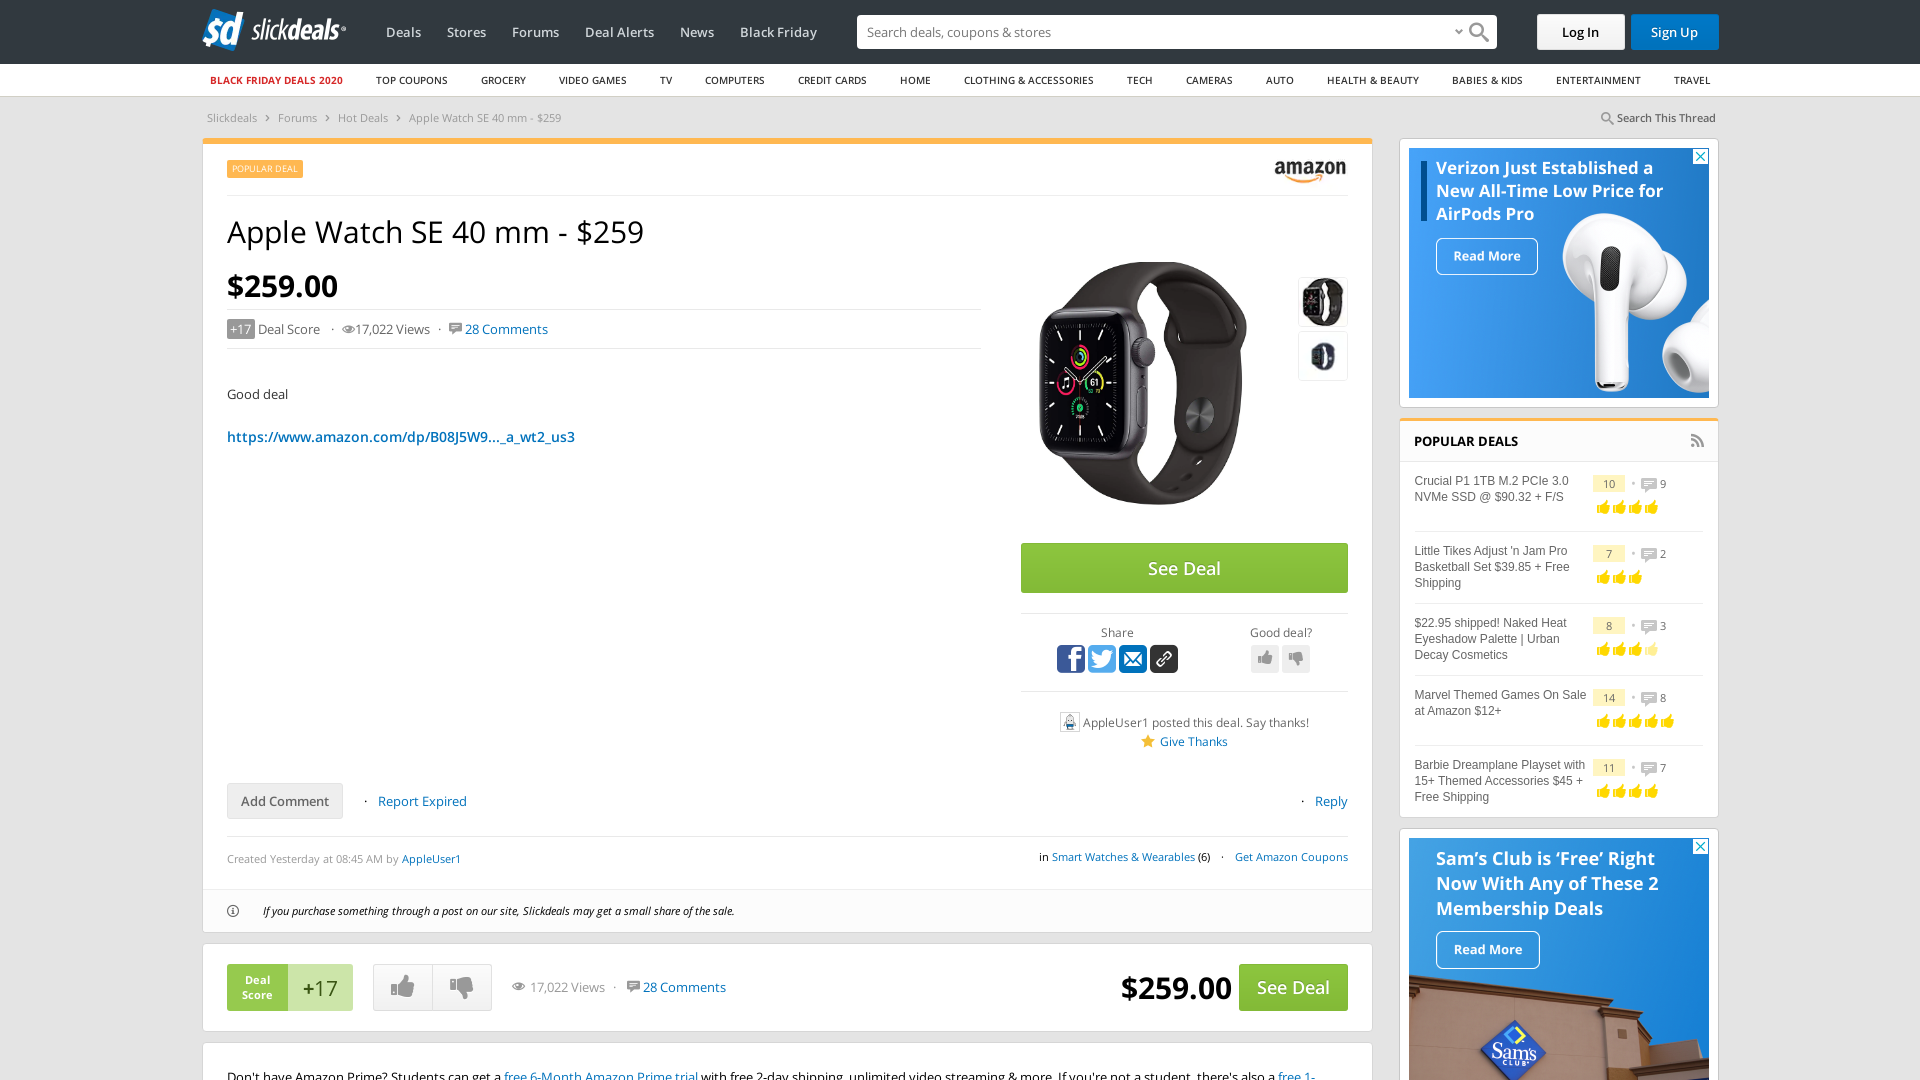 sd slickdeals
Deals Stores Forums Deal Alerts News Black Friday
Search deals, coupons & search
Log In Sign Up
BLACK FRIDAY DEALS 2020 TOP COUPONS GROCERY VIDEO GAMES TV COMPUTERS CREDIT CARDS HOME CLOTHING & ACCESSORIES TECH CAMERAS AUTO HEALTH & BEAUTY BABIES & KIDS ENTERTAINMENT TRAVEL
Slickdeals > Forums > Hot Deals > Apple Watch SE 40 mm - $259
Search This Thread
POPULAR DEAL
amazon
Apple Watch SE 40 mm - $259
$259.00
+17 Deal Score · 17,022 Views · 28 Comments
Good deal
https://www.amazon.com/dp/B08J5W9..._a_wt2_us3
61
See Deal
Share Good deal?
AppleUser1 posted this deal. Say thanks!
Give Thanks
Add Comment · Report Expired · Reply
Created Yesterday at 08:45 AM by AppleUser1
in Smart Watches & Wearables (6) · Get Amazon Coupons
If you purchase something through a post on our site, Slickdeals may get a small share of the sale.
Deal Score +17
17,022 Views · 28 Comments
$259.00 See Deal
Don't have Amazon Prime? Students can get a free 6-Month Amazon Prime trial with free 2-day shipping, unlimited video streaming & more. If you're not a student, there's also a free 1-
Verizon Just Established a
New All-Time Low Price for
AirPods Pro
Read More
POPULAR DEALS
Crucial P1 1TB M.2 PCIe 3.0
NVMe SSD @ $90.32 + F/S
10 · 9
Little Tikes Adjust 'n Jam Pro
Basketball Set $39.85 + Free
Shipping
7 · 2
$22.95 shipped! Naked Heat
Eyeshadow Palette | Urban
Decay Cosmetics
8 · 3
Marvel Themed Games On Sale
at Amazon $12+
14 · 8
Barbie Dreamplane Playset with
15+ Themed Accessories $45 +
Free Shipping
11 · 7
Sam's Club is ‘Free’ Right
Now With Any of These 2
Membership Deals
Read More
Sam's
CLUB